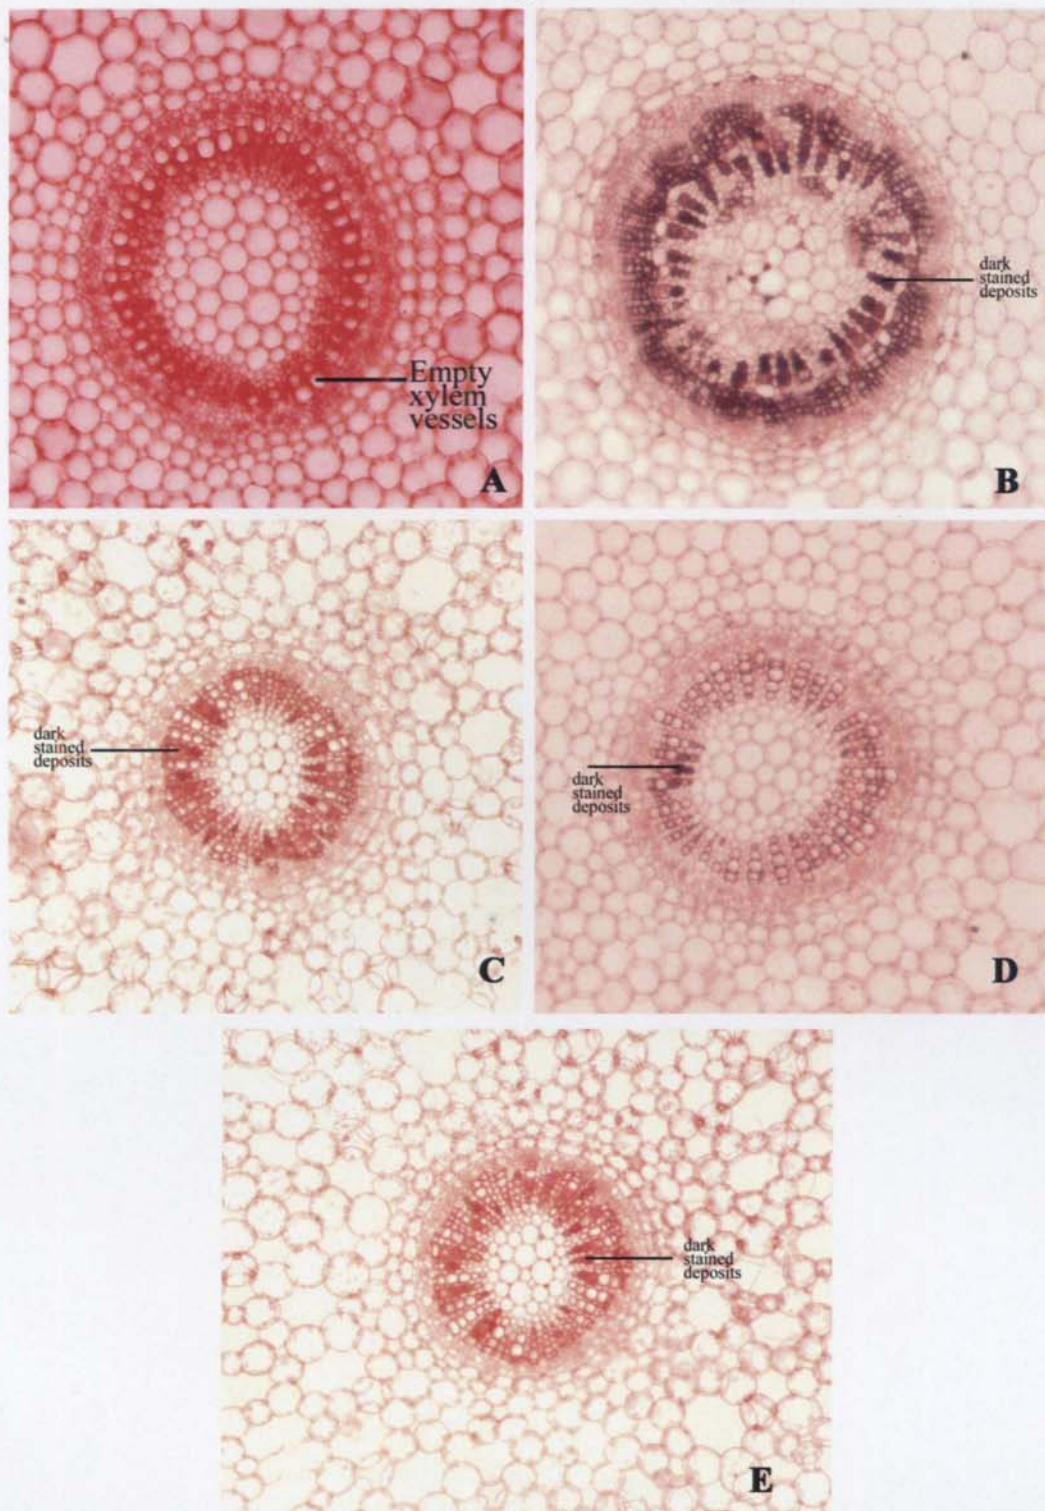 Empty
xylem
vessels
A
dark
stained
deposits
B
dark
stained
deposits
C
dark
stained
deposits
D
dark
stained
deposits
E